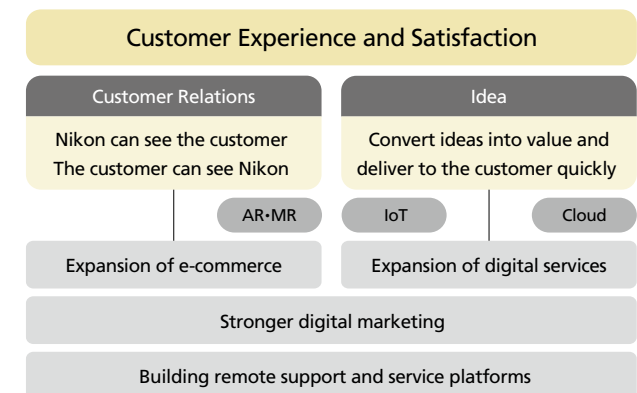 Customer Experience and Satisfaction
Customer Relations
Nikon can see the customer
The customer can see Nikon
Idea
Convert ideas into value and
deliver to the customer quickly
AR・MR
IoT
Cloud
Expansion of e-commerce
Expansion of digital services
Stronger digital marketing
Building remote support and service platforms